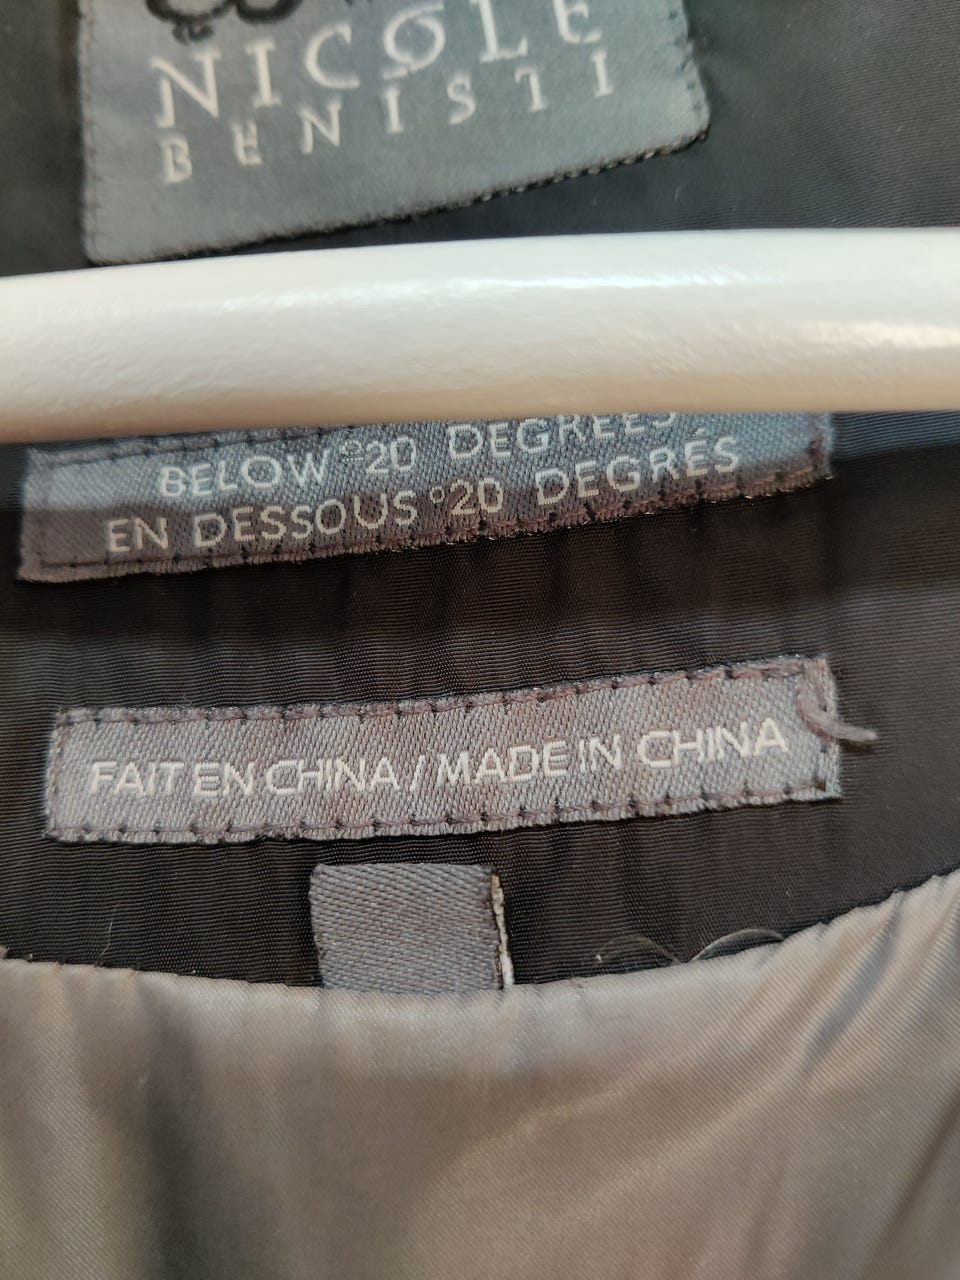 NICOLE
BENISTI
BELOW °20 DEGREES
EN DESSOUS °20 DEGRÉS
FAIT EN CHINA / MADE IN CHINA